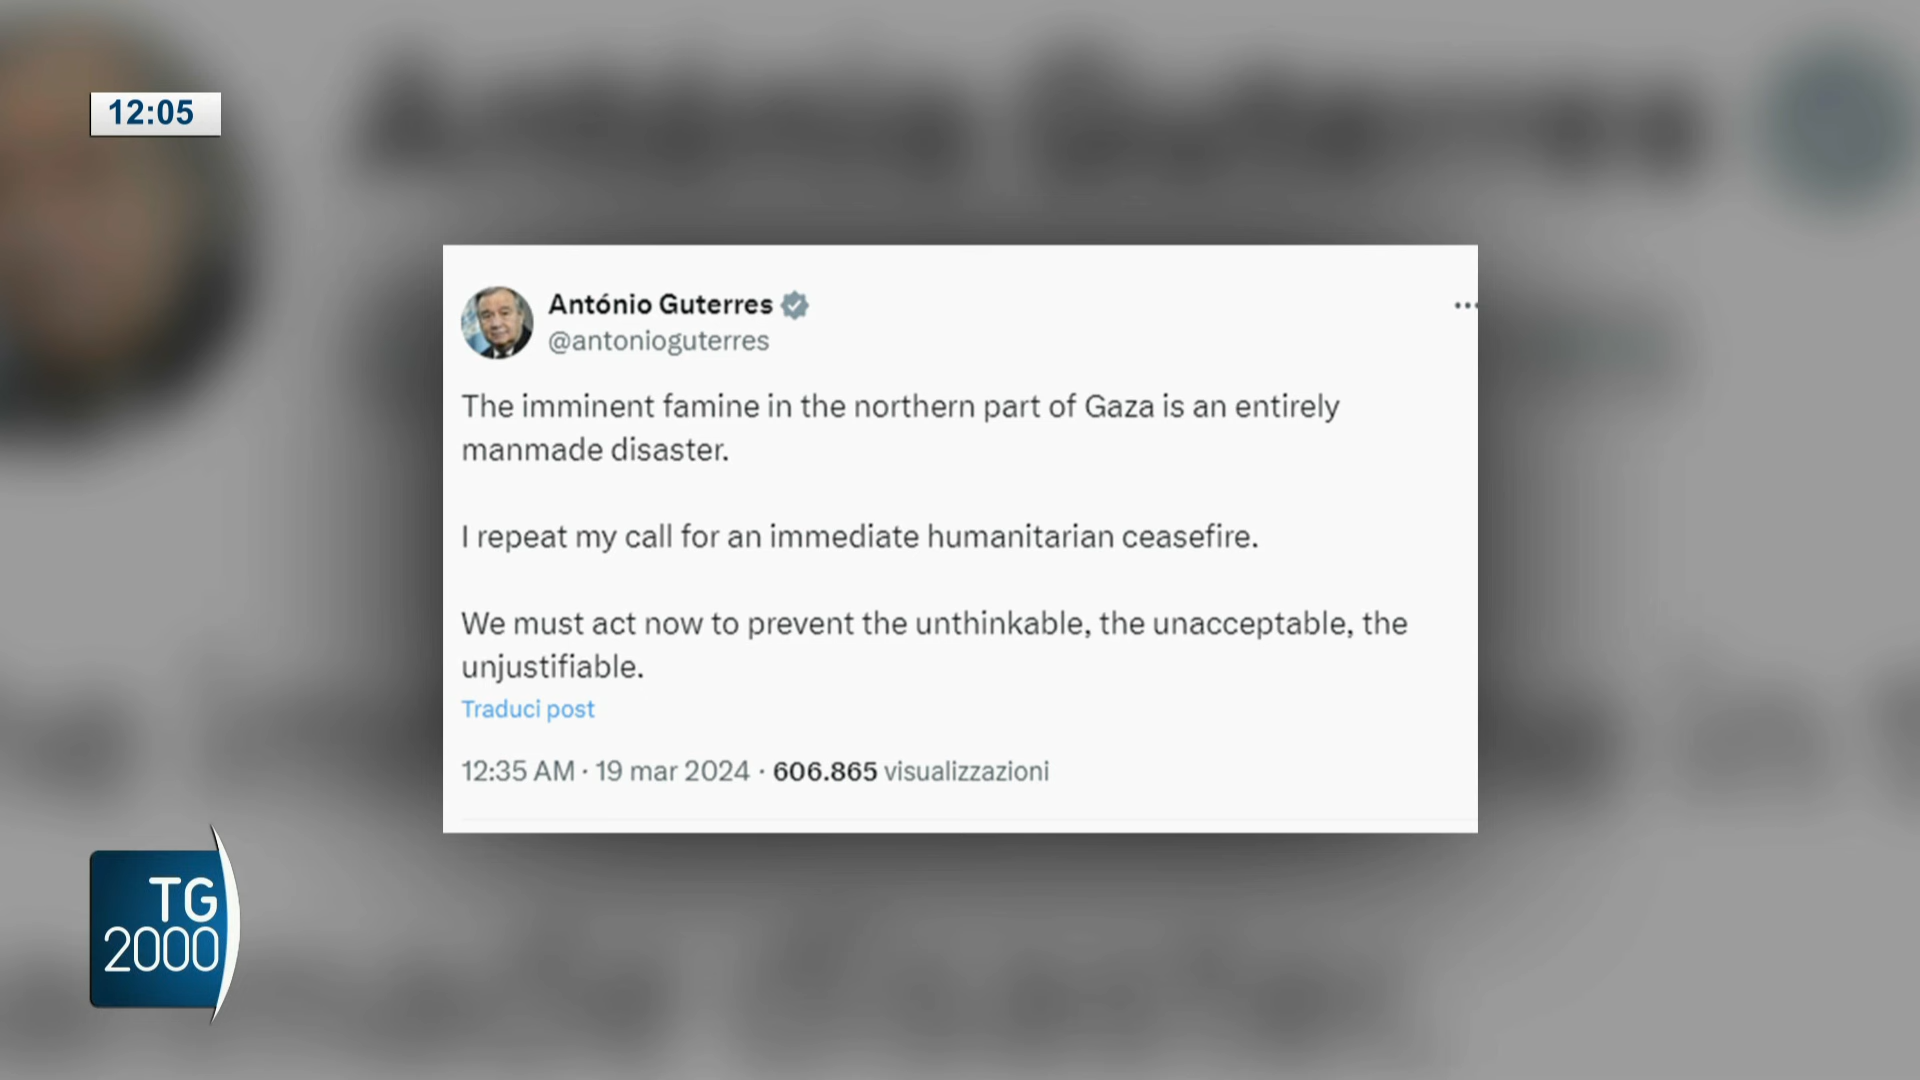 12:05
António Guterres
@antonioguterres
The imminent famine in the northern part of Gaza is an entirely
manmade disaster.
I repeat my call for an immediate humanitarian ceasefire.
We must act now to prevent the unthinkable, the unacceptable, the
unjustifiable.
Traduci post
12:35 AM · 19 mar 2024 · 606.865 visualizzazioni
TG
2000